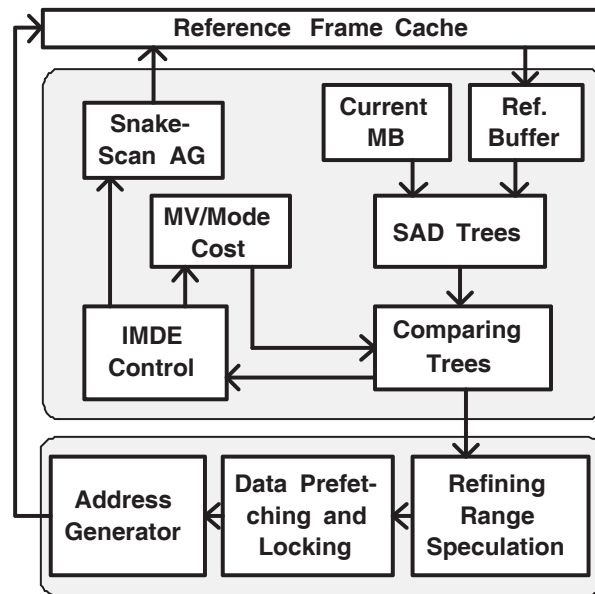 Reference Frame Cache
Snake-
Scan AG
Current
MB
Ref.
Buffer
MV/Mode
Cost
SAD Trees
IMDE
Control
Comparing
Trees
Address
Generator
Data Prefet-
ching and
Locking
Refining
Range
Speculation